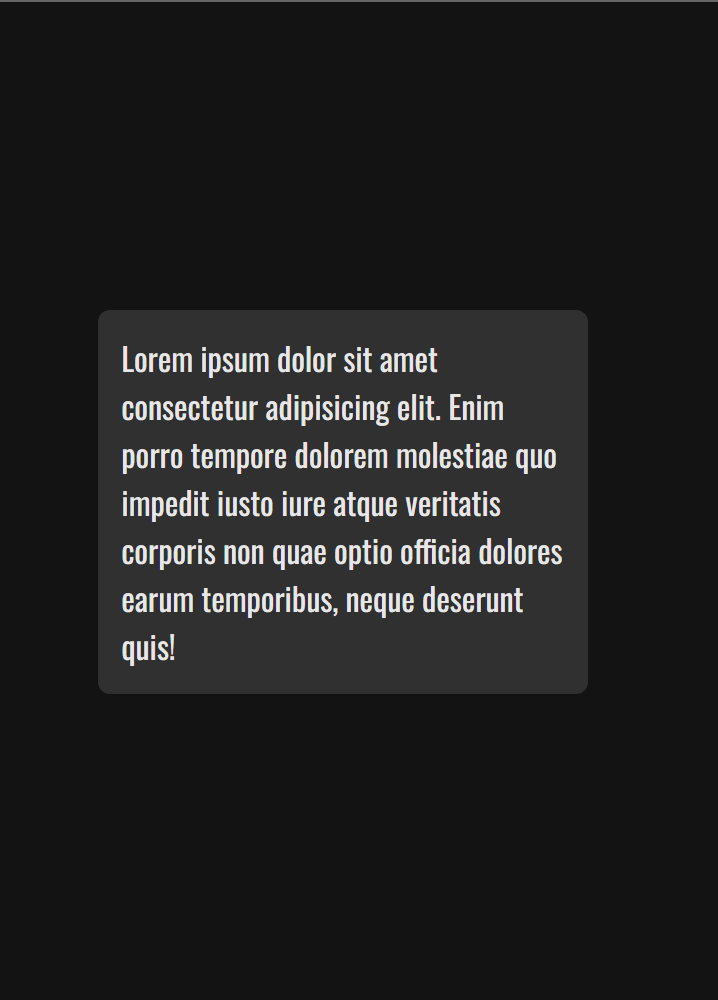 Lorem ipsum dolor sit amet
consectetur adipisicing elit. Enim
porro tempore dolorem molestiae quo
impedit iusto iure atque veritatis
corporis non quae optio officia dolores
earum temporibus, neque deserunt
quis!